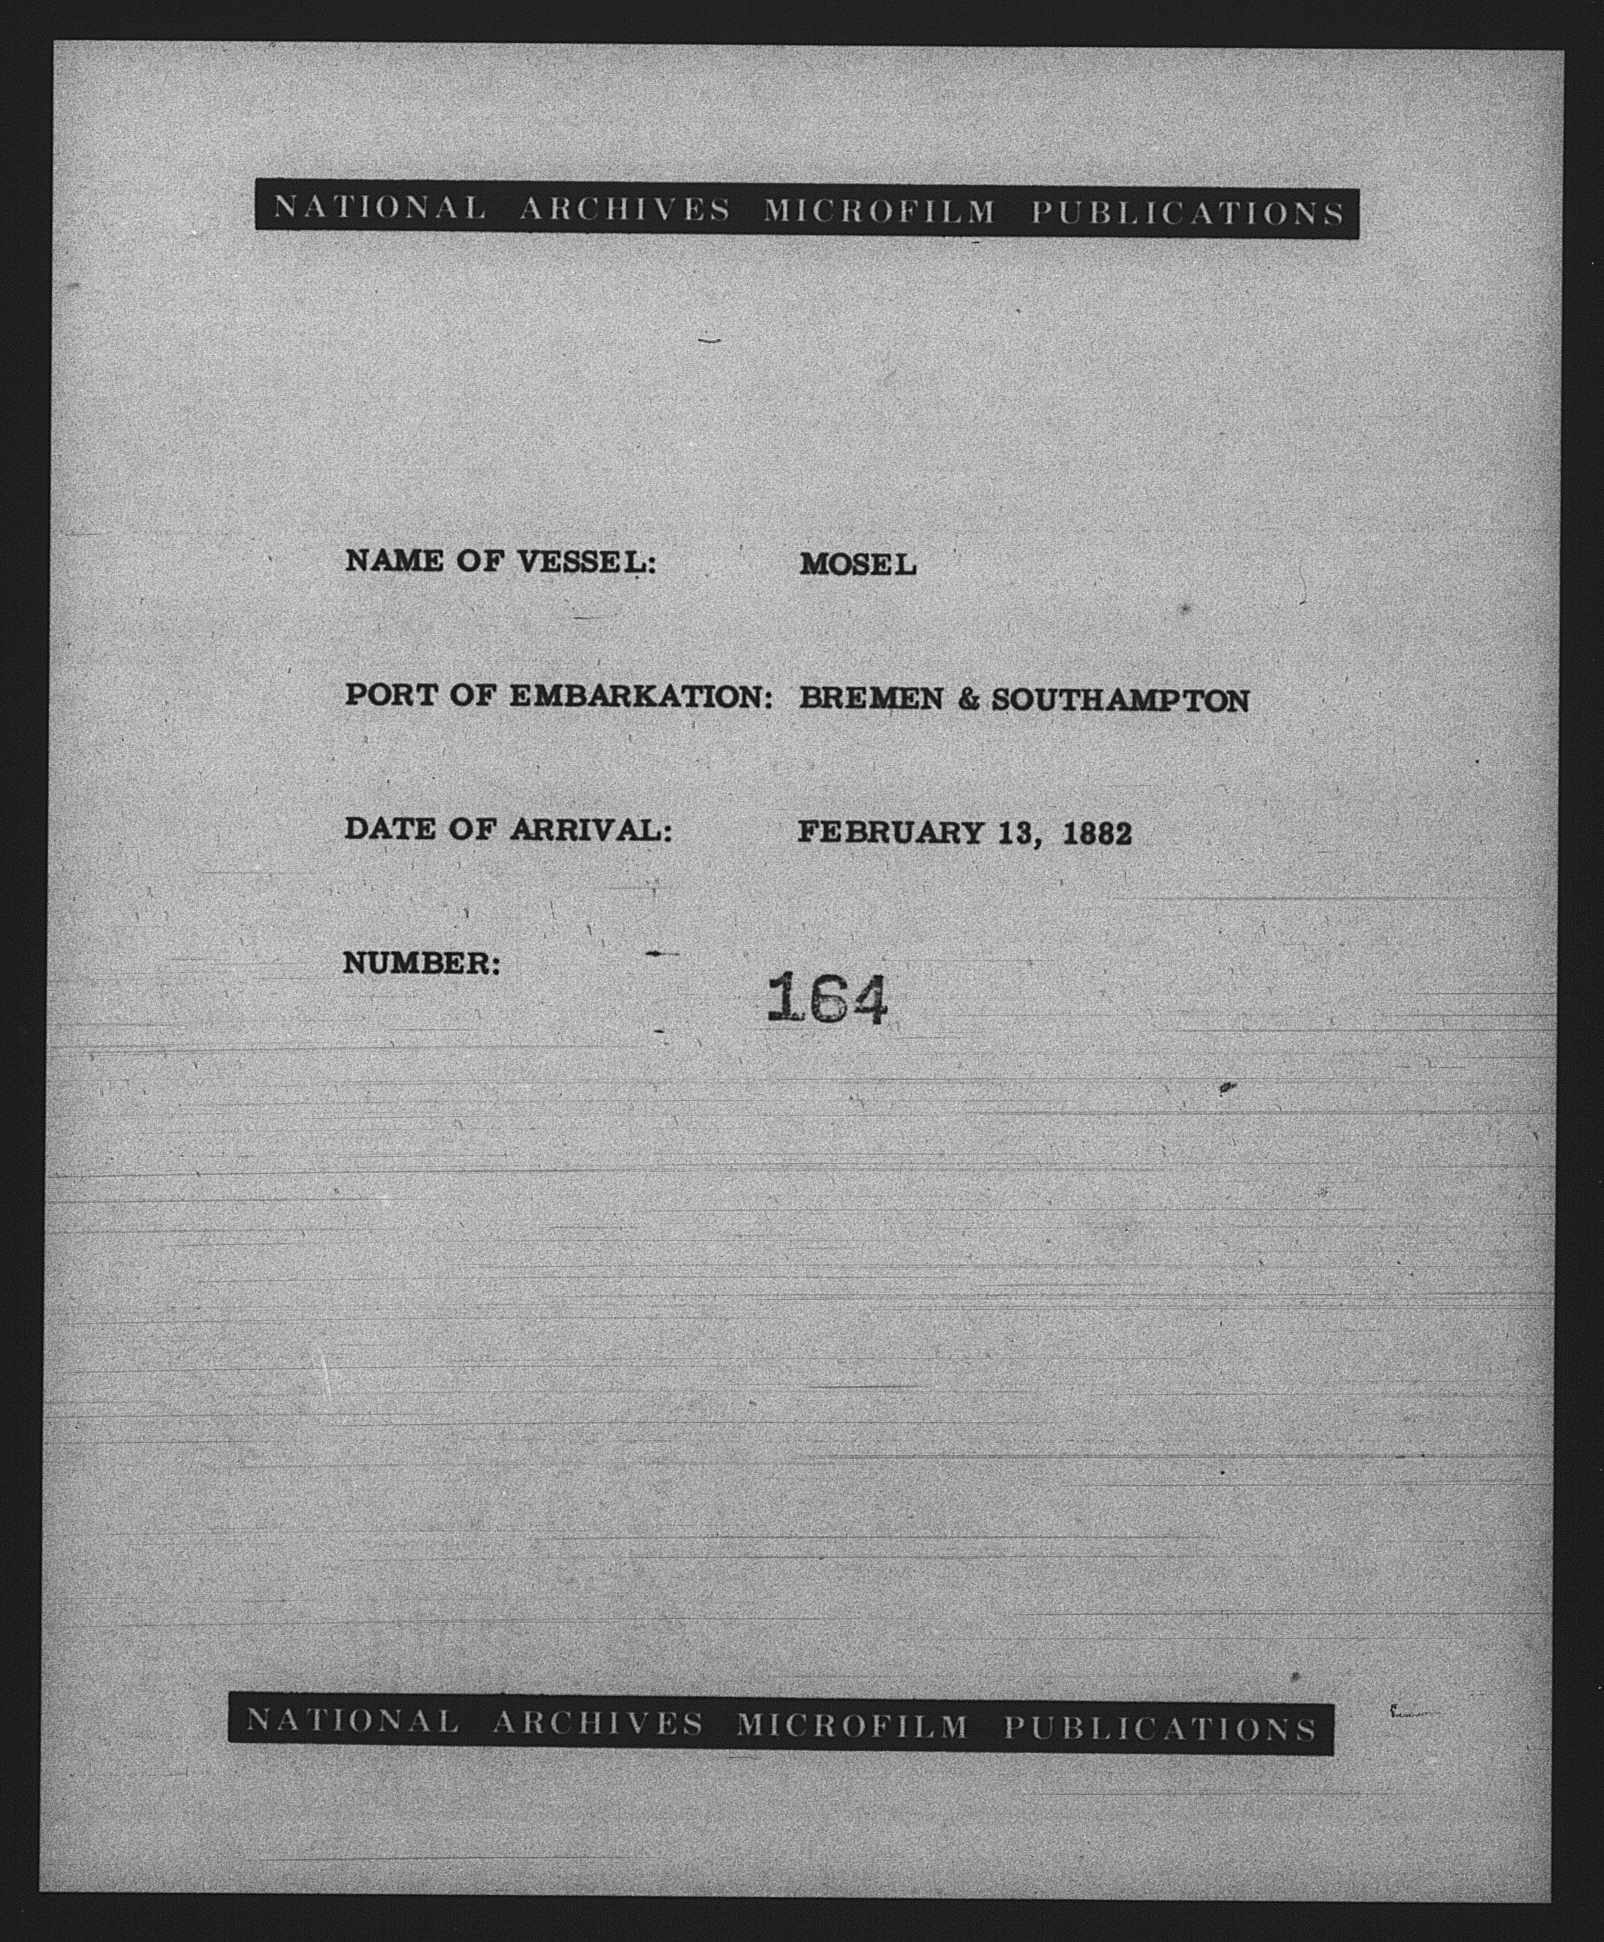 NATIONAL ARCHIVES MICROFILM PUBLICATIONS
NAME OF VESSEL: MOSEL
PORT OF EMBARKATION: BREMEN & SOUTHAMPTON
DATE OF ARRIVAL: FEBRUARY 13, 1882
NUMBER: 164
NATIONAL ARCHIVES MICROFILM PUBLICATIONS